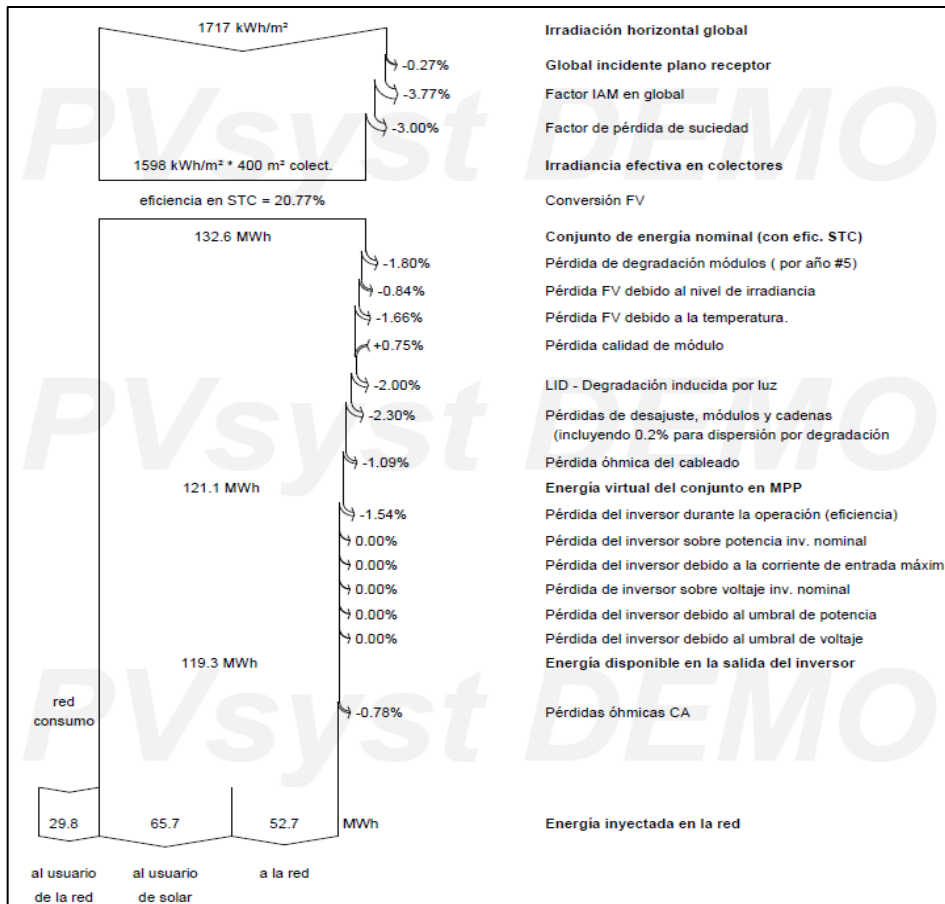 1717 kWh/m² Irradiación horizontal global
-0.27% Global incidente plano receptor
-3.77% Factor IAM en global
-3.00% Factor de pérdida de suciedad
1598 kWh/m² * 400 m² colect. Irradiancia efectiva en colectores
eficiencia en STC = 20.77% Conversión FV
132.6 MWh Conjunto de energía nominal (con efic. STC)
-1.80% Pérdida de degradación módulos ( por año #5)
-0.84% Pérdida FV debido al nivel de irradiancia
-1.66% Pérdida FV debido a la temperatura.
+0.75% Pérdida calidad de módulo
-2.00% LID - Degradación inducida por luz
-2.30% Pérdidas de desajuste, módulos y cadenas
(incluyendo 0.2% para dispersión por degradación
-1.09% Pérdida óhmica del cableado
121.1 MWh Energía virtual del conjunto en MPP
-1.54% Pérdida del inversor durante la operación (eficiencia)
0.00% Pérdida del inversor sobre potencia inv. nominal
0.00% Pérdida del inversor debido a la corriente de entrada máxim
0.00% Pérdida de inversor sobre voltaje inv. nominal
0.00% Pérdida del inversor debido al umbral de potencia
0.00% Pérdida del inversor debido al umbral de voltaje
119.3 MWh Energía disponible en la salida del inversor
red
consumo
-0.78% Pérdidas óhmicas CA
29.8 65.7 52.7 MWh Energía inyectada en la red
al usuario al usuario a la red
de la red de solar
PVsyst DEMO
PVsyst DEMO
PVsyst DEMO